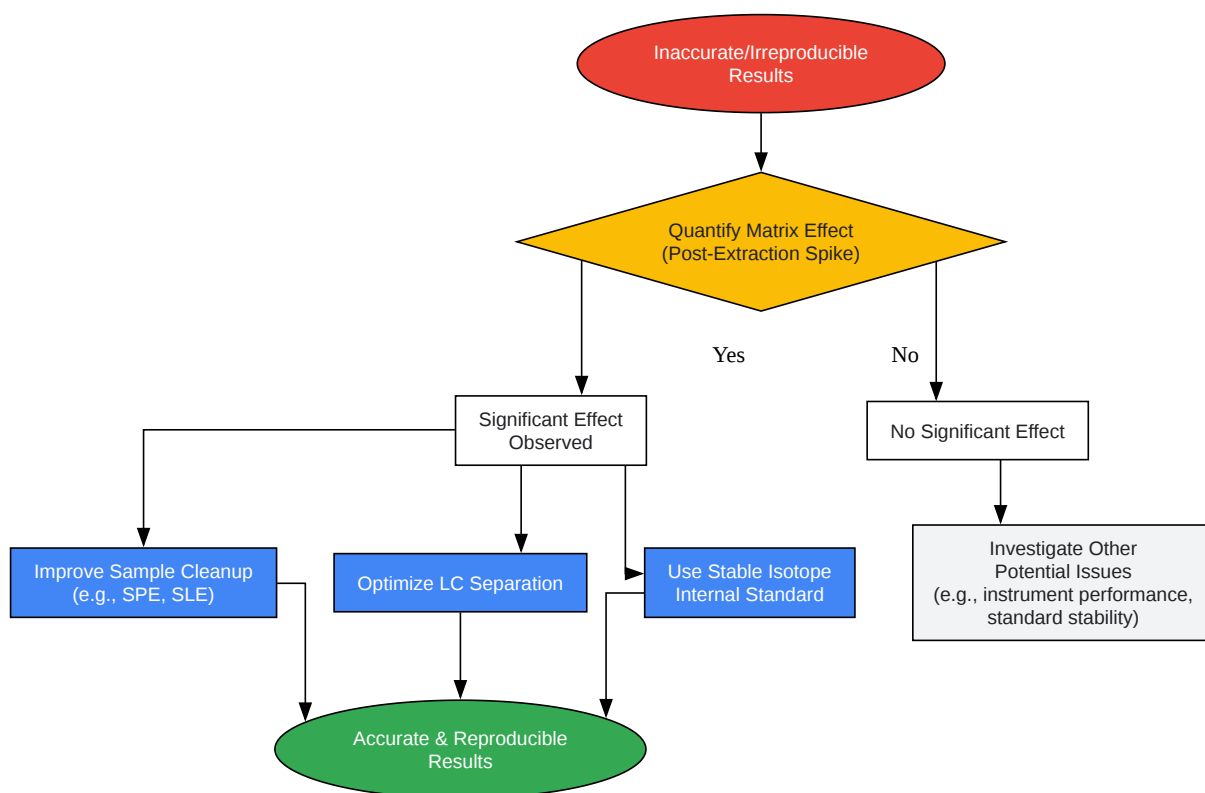 Inaccurate/Irreproducible
Results
Quantify Matrix Effect
(Post-Extraction Spike)
Yes
No
Significant Effect
Observed
No Significant Effect
Improve Sample Cleanup
(e.g., SPE, SLE)
Optimize LC Separation
Use Stable Isotope
Internal Standard
Investigate Other
Potential Issues
(e.g., instrument performance,
standard stability)
Accurate & Reproducible
Results